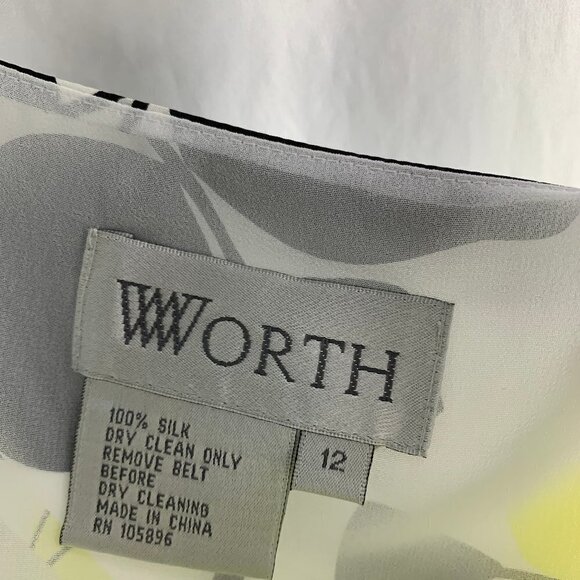 WORTH
100% SILK
DRY CLEAN ONLY
REMOVE BELT
BEFORE
DRY CLEANING
MADE IN CHINA
RN 105896
12